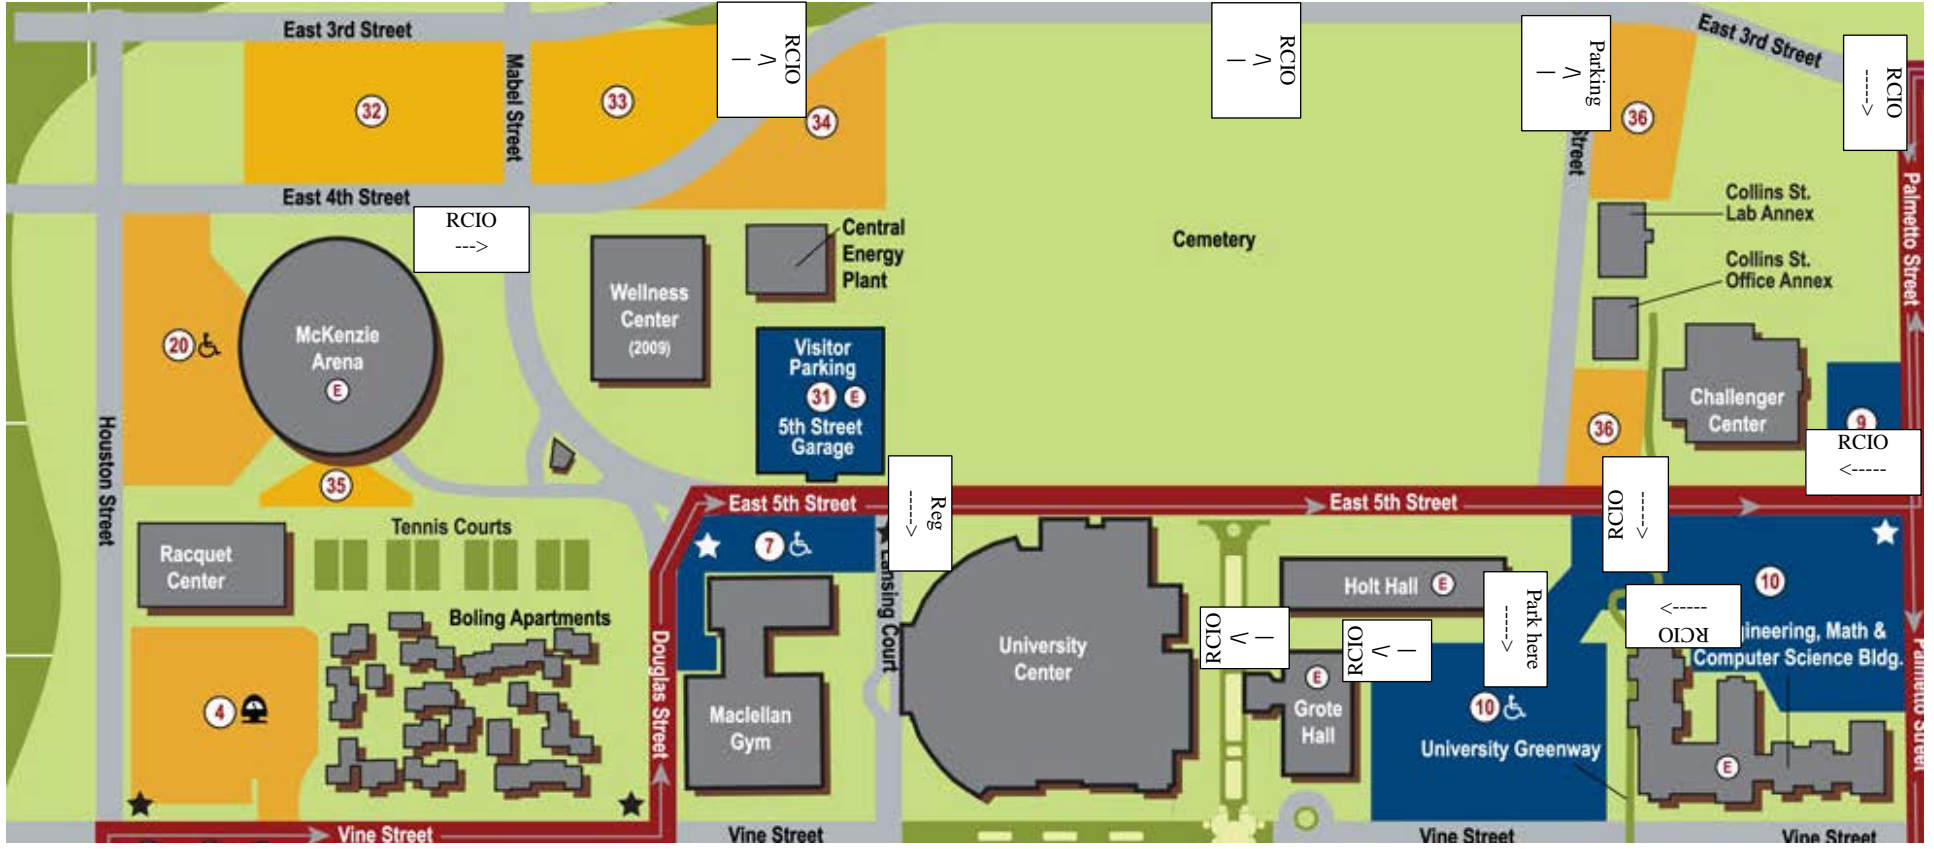 East 3rd Street
Mabel Street
RCIO
-->
RCIO
-->
Parking
-->
Street
East 3rd Street
RCIO
---->
32
33
34
36
East 4th Street
RCIO
--->
Palmetto Street
Collins St.
Lab Annex
Collins St.
Office Annex
Central
Energy
Plant
Cemetery
Wellness
Center
(2009)
McKenzie
Arena
E
20
Visitor
Parking
31 E
5th Street
Garage
Challenger
Center
9
RCIO
<-----
36
35
Houston Street
East 5th Street
Reg
---->
East 5th Street
RCIO
---->
Racquet
Center
Tennis Courts
7
Lansing Court
Holt Hall E
Park here
---->
10
<-----
RCIO
Boling Apartments
Douglas Street
University
Center
RCIO
<--
RCIO
<--
gineering, Math &
Computer Science Bldg.
4
Maclellan
Gym
E
Grote
Hall
10
University Greenway
E
Palmetto Street
Vine Street
Vine Street
Vine Street
Vine Street